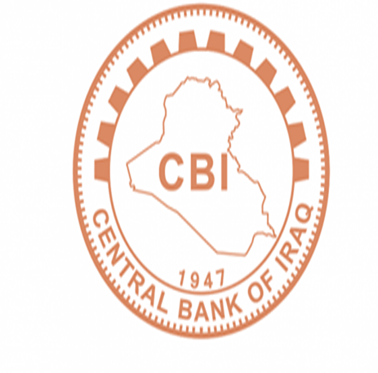 CBI
1947
CENTRAL BANK OF IRAQ